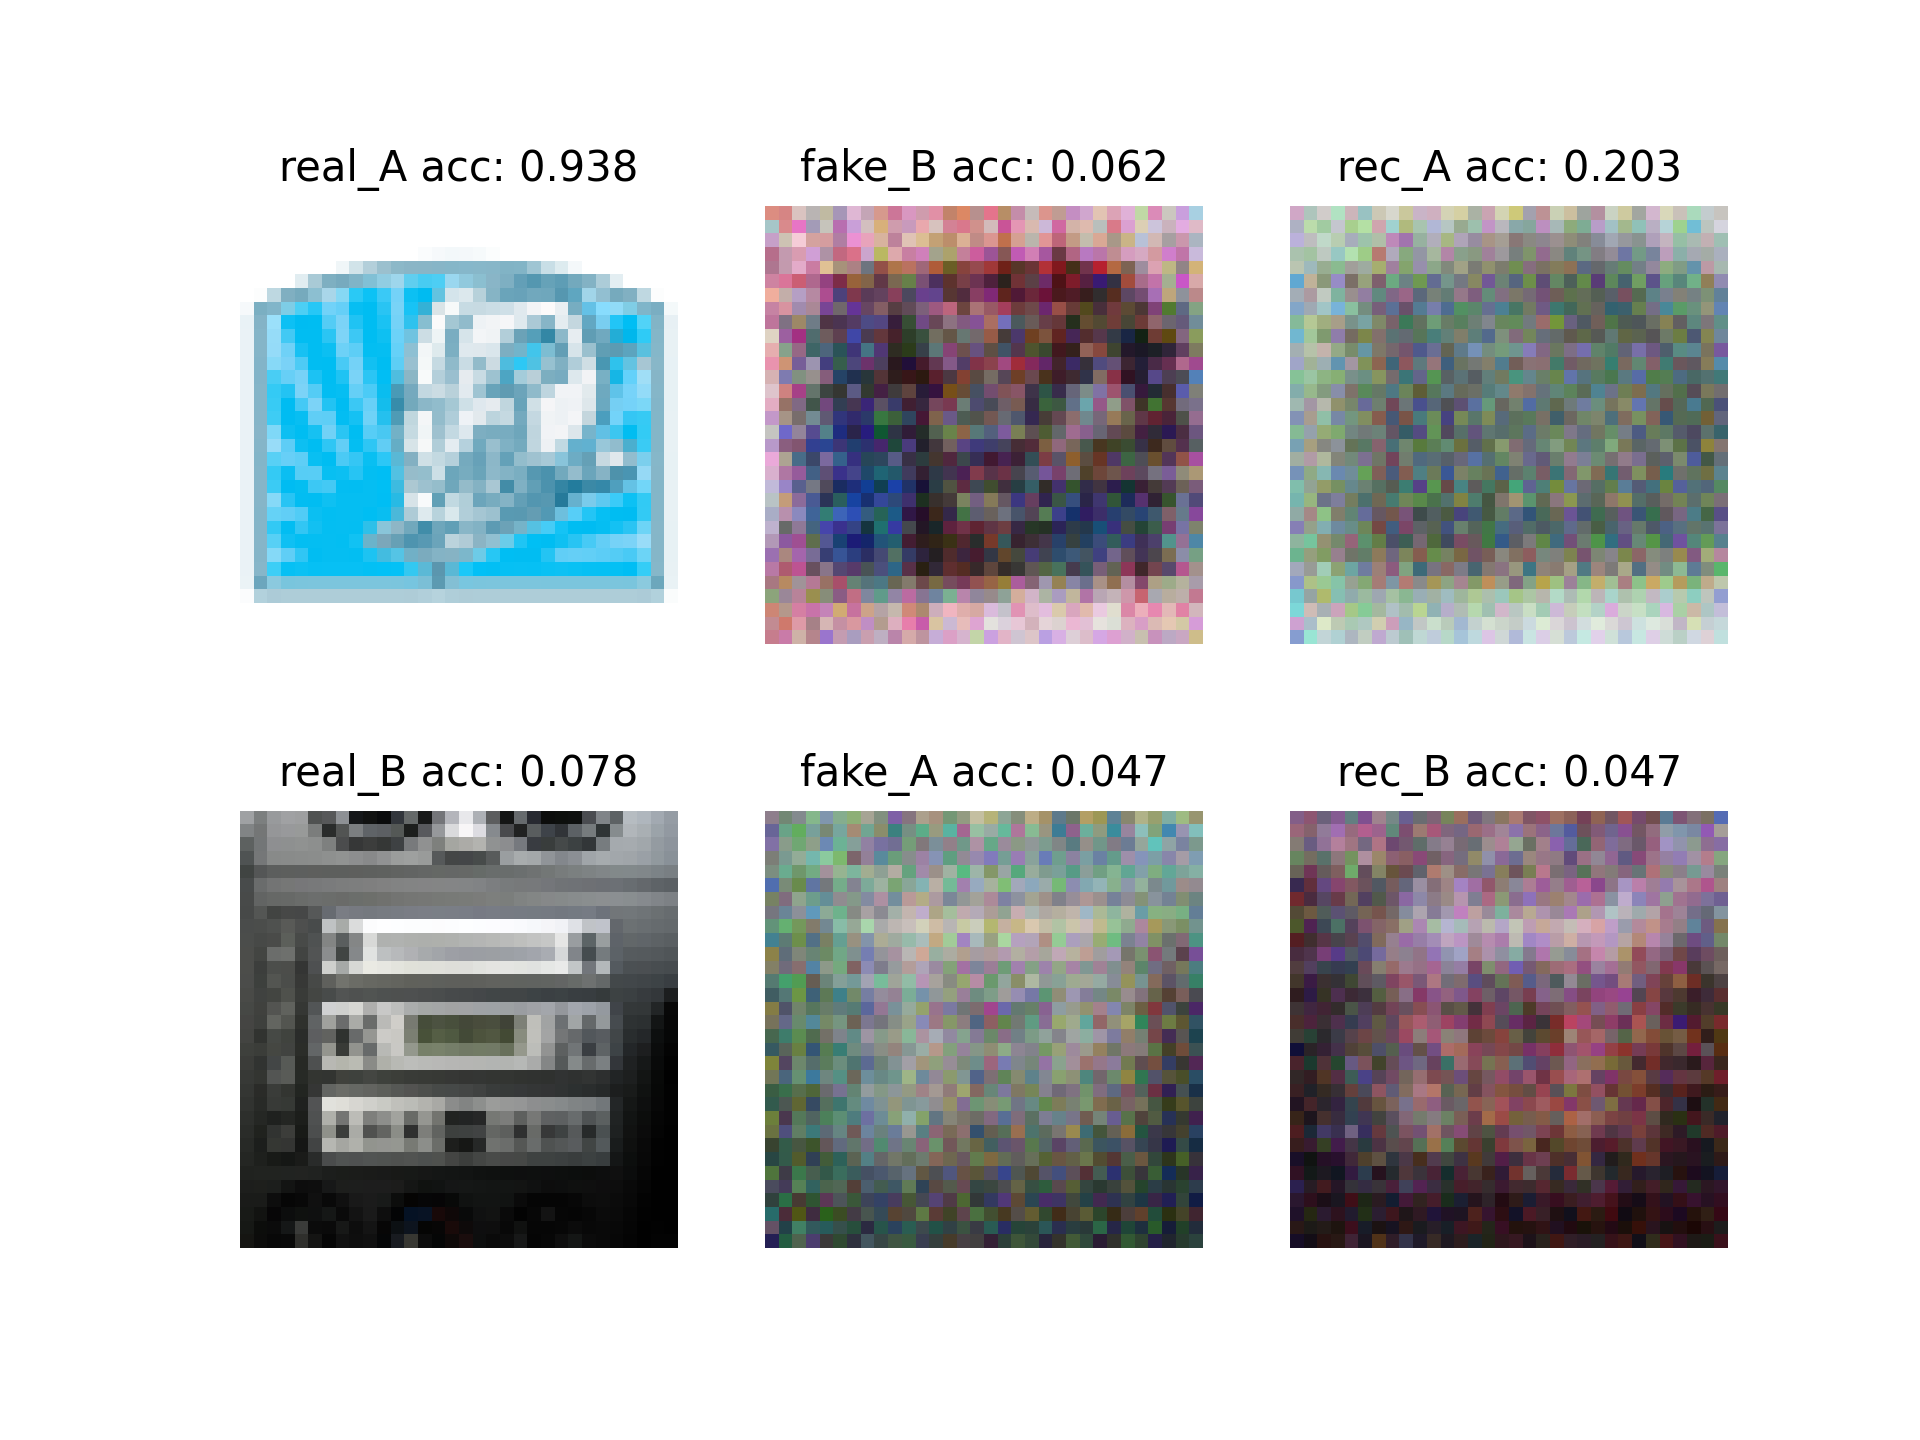 real_A acc: 0.938
fake_B acc: 0.062
rec_A acc: 0.203
real_B acc: 0.078
fake_A acc: 0.047
rec_B acc: 0.047